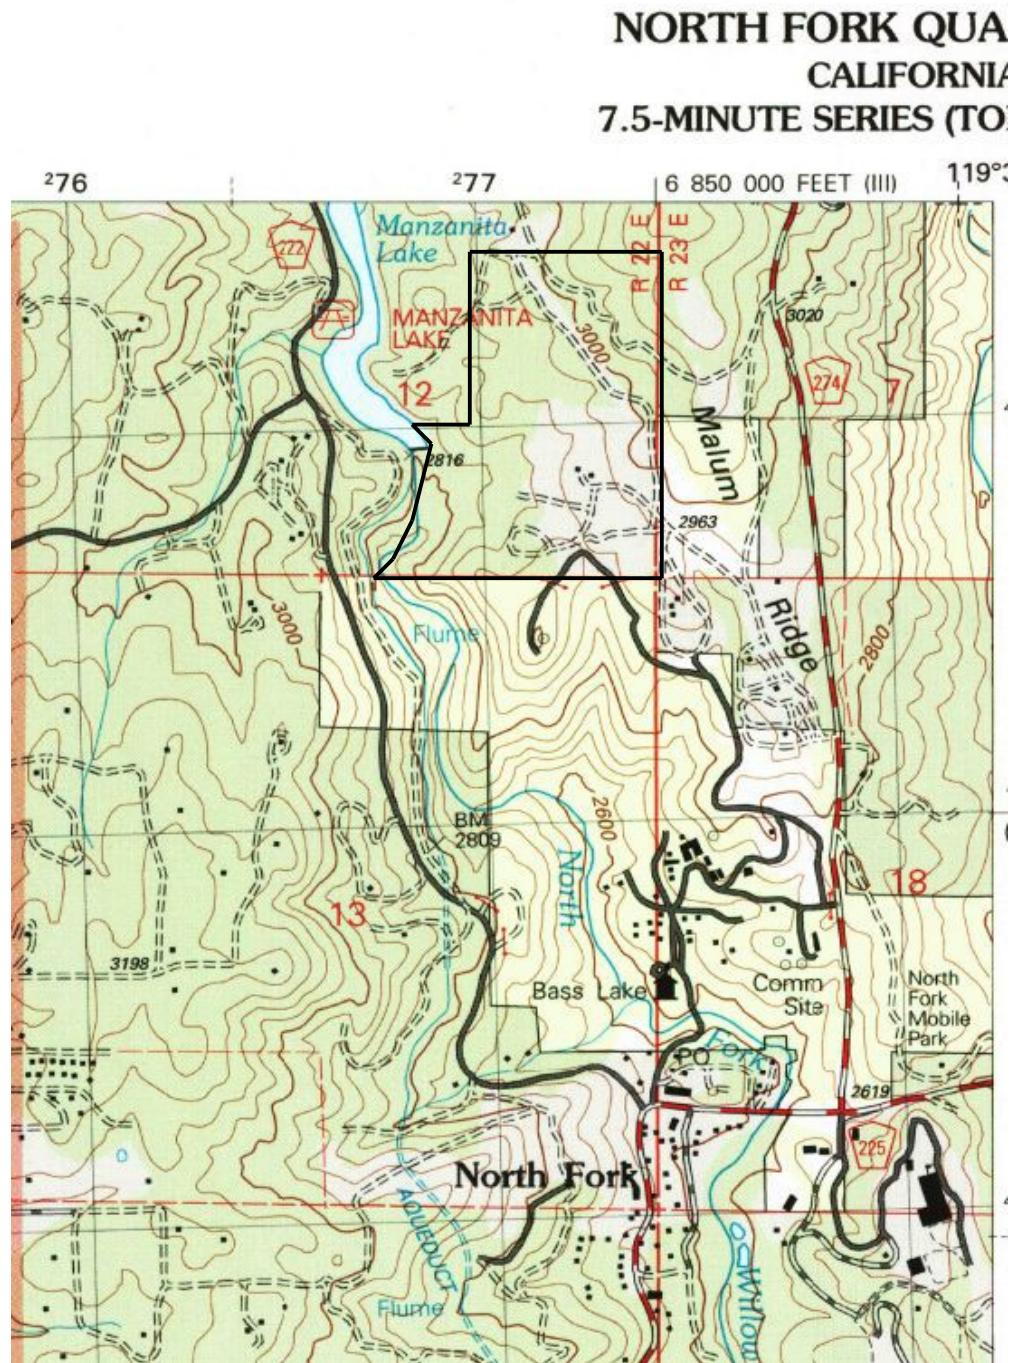 NORTH FORK QUA
CALIFORNIA
7.5-MINUTE SERIES (TO
276
277
6 850 000 FEET (III)
119°3
Manzanita
Lake
222
R 22 E
R 23 E
MANZANITA
LAKE
3000
3020
12
274
7
Malum
2816
2963
3000
Flume
Ridge
2800
BM
2809
2600
North
18
13
3198
Bass Lake
Comm
Site
North
Fork
Mobile
Park
Fork
PO
2619
225
North Fork
AQUEDUCT
Flume
Willow